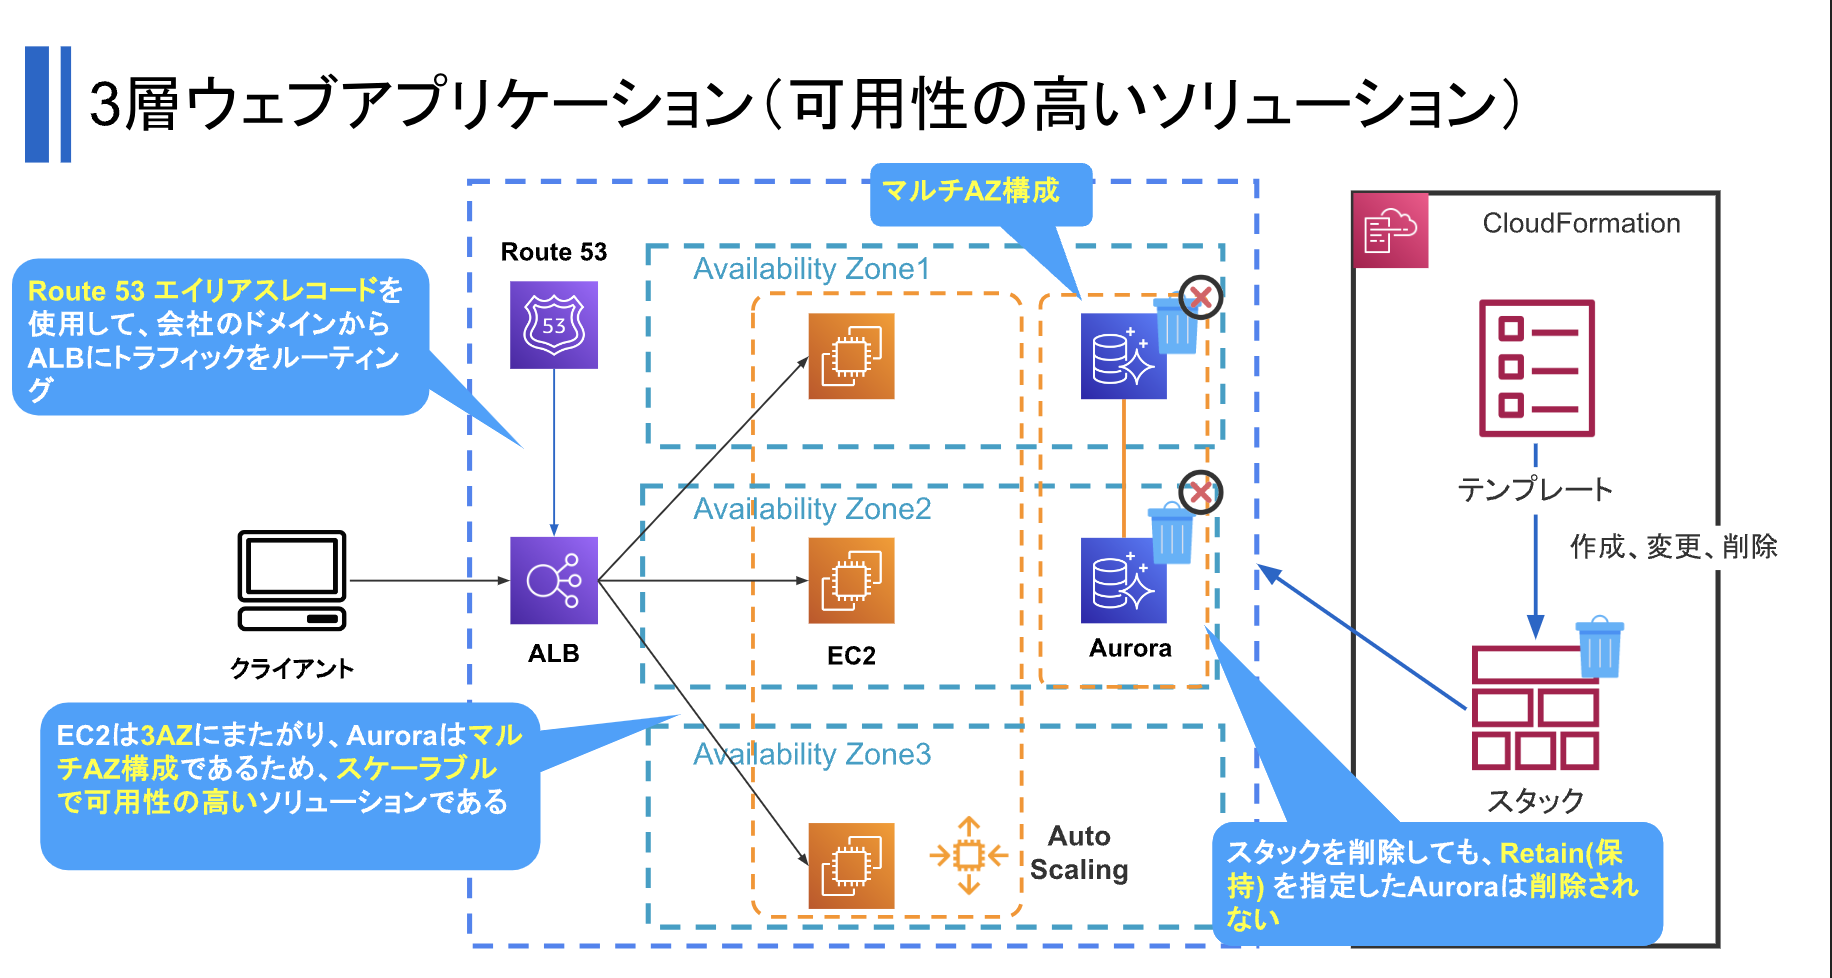 3層ウェブアプリケーション（可用性の高いソリューション）
マルチAZ構成
CloudFormation
Route 53
Availability Zone1
Route 53 エイリアスレコードを
使用して、会社のドメインから
ALBにトラフィックをルーティン
グ
53
テンプレート
Availability Zone2
作成、変更、削除
クライアント
ALB
EC2
Aurora
EC2は3AZにまたがり、Auroraはマル
チAZ構成であるため、スケーラブル
で可用性の高いソリューションである
Availability Zone3
スタック
Auto
Scaling
スタックを削除しても、Retain(保
持) を指定したAuroraは削除され
ない